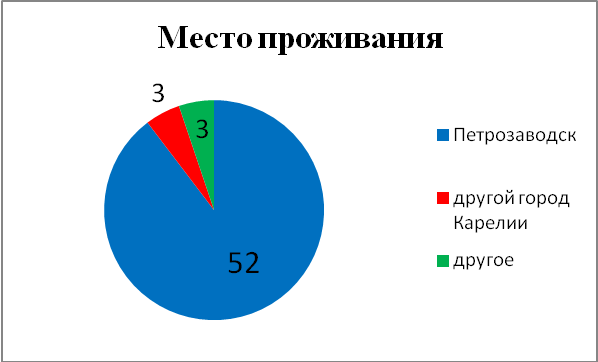 Место проживания
3
3
52
Петрозаводск
другой город
Карелии
другое